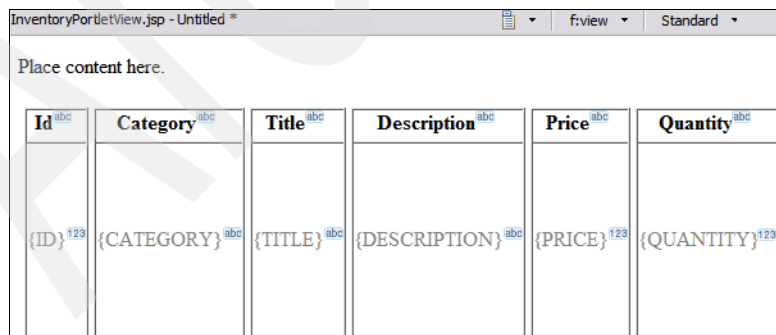 InventoryPortletView.jsp - Untitled * f:view Standard
Place content here.
Id abc Category abc Title abc Description abc Price abc Quantity abc
{ID} 123 {CATEGORY} abc {TITLE} abc {DESCRIPTION} abc {PRICE} 123 {QUANTITY} 123